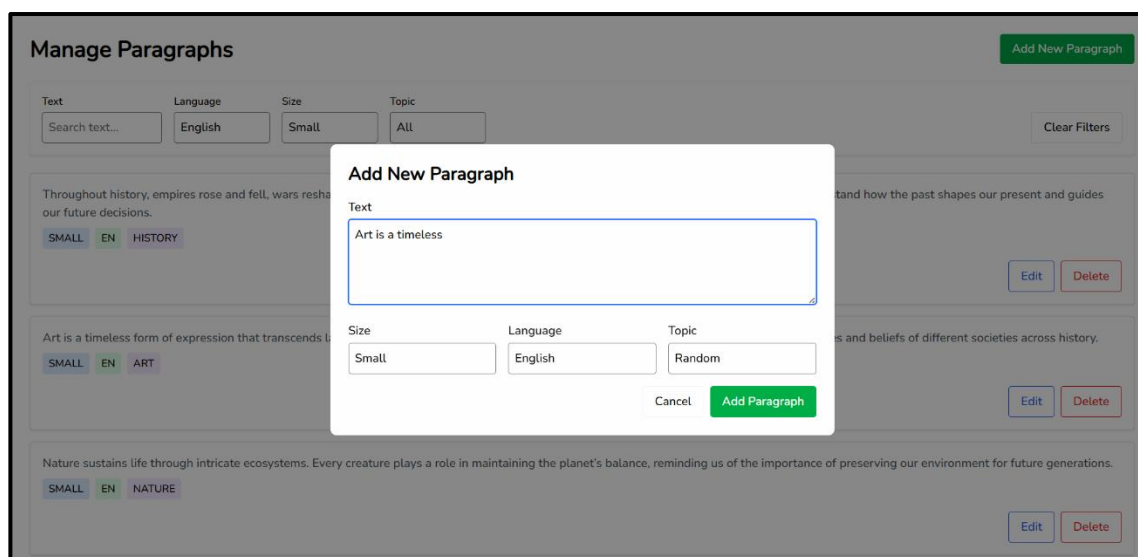 Manage Paragraphs
Add New Paragraph
Text
Language
Size
Topic
Search text...
English
Small
All
Clear Filters
Throughout history, empires rose and fell, wars resha
tand how the past shapes our present and guides
our future decisions.
SMALL EN HISTORY
Edit
Delete
Add New Paragraph
Text
Art is a timeless
Size
Language
Topic
Small
English
Random
Cancel
Add Paragraph
Art is a timeless form of expression that transcends
s and beliefs of different societies across history.
SMALL EN ART
Edit
Delete
Nature sustains life through intricate ecosystems. Every creature plays a role in maintaining the planet's balance, reminding us of the importance of preserving our environment for future generations.
SMALL EN NATURE
Edit
Delete